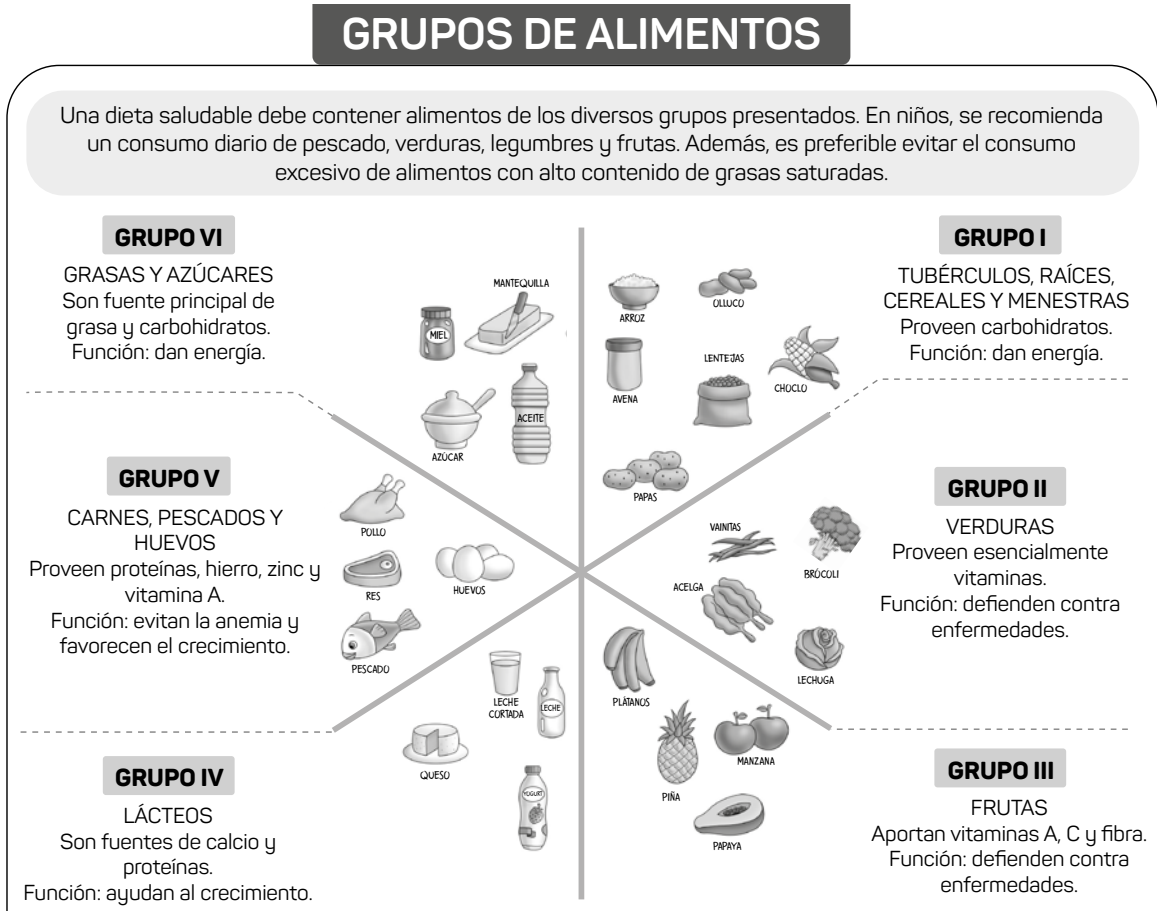 GRUPOS DE ALIMENTOS
Una dieta saludable debe contener alimentos de los diversos grupos presentados. En niños, se recomienda
un consumo diario de pescado, verduras, legumbres y frutas. Además, es preferible evitar el consumo
excesivo de alimentos con alto contenido de grasas saturadas.
GRUPO VI
GRASAS Y AZÚCARES
Son fuente principal de
grasa y carbohidratos.
Función: dan energía.
MANTEQUILLA
MIEL
AZÚCAR
ACEITE
GRUPO I
TUBÉRCULOS, RAÍCES,
CEREALES Y MENESTRAS
Proveen carbohidratos.
Función: dan energía.
ARROZ
OLLUCO
AVENA
LENTEJAS
CHOCLO
PAPAS
GRUPO V
CARNES, PESCADOS Y
HUEVOS
Proveen proteínas, hierro, zinc y
vitamina A.
Función: evitan la anemia y
favorecen el crecimiento.
POLLO
RES
HUEVOS
PESCADO
GRUPO II
VERDURAS
Proveen esencialmente
vitaminas.
Función: defienden contra
enfermedades.
VAINITAS
BRÓCOLI
ACELGA
LECHUGA
GRUPO IV
LÁCTEOS
Son fuentes de calcio y
proteínas.
Función: ayudan al crecimiento.
LECHE
CORTADA
LECHE
QUESO
YOGURT
GRUPO III
FRUTAS
Aportan vitaminas A, C y fibra.
Función: defienden contra
enfermedades.
PLÁTANOS
PIÑA
MANZANA
PAPAYA